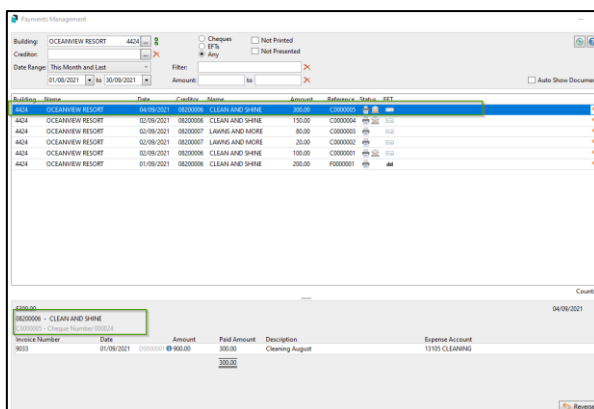 Payments Management
Building: OCEANVIEW RESORT 4424 ...
Cheques
EFTs
Any
Not Printed
Not Presented
Creditor: ...
Date Range: This Month and Last
Filter:
01/08/2021 to 30/09/2021
Amount: to
Auto Show Documen
Building Name Date Creditor Name Amount Reference Status EFT
4424 OCEANVIEW RESORT 04/09/2021 08200006 CLEAN AND SHINE 300.00 C0000005
4424 OCEANVIEW RESORT 02/09/2021 08200006 CLEAN AND SHINE 150.00 C0000004
4424 OCEANVIEW RESORT 02/09/2021 08200007 LAWNS AND MORE 80.00 C0000003
4424 OCEANVIEW RESORT 02/09/2021 08200007 LAWNS AND MORE 20.00 C0000002
4424 OCEANVIEW RESORT 02/09/2021 08200006 CLEAN AND SHINE 100.00 C0000001
4424 OCEANVIEW RESORT 01/09/2021 08200006 CLEAN AND SHINE 200.00 F0000001 dd
Count:
$300.00 04/09/2021
08200006 - CLEAN AND SHINE
C0000005 - Cheque Number 000024
Invoice Number Date Amount Paid Amount Description Expense Account
9033 01/09/2021 D0000001 900.00 300.00 Cleaning August 13105 CLEANING
300.00
Reverse